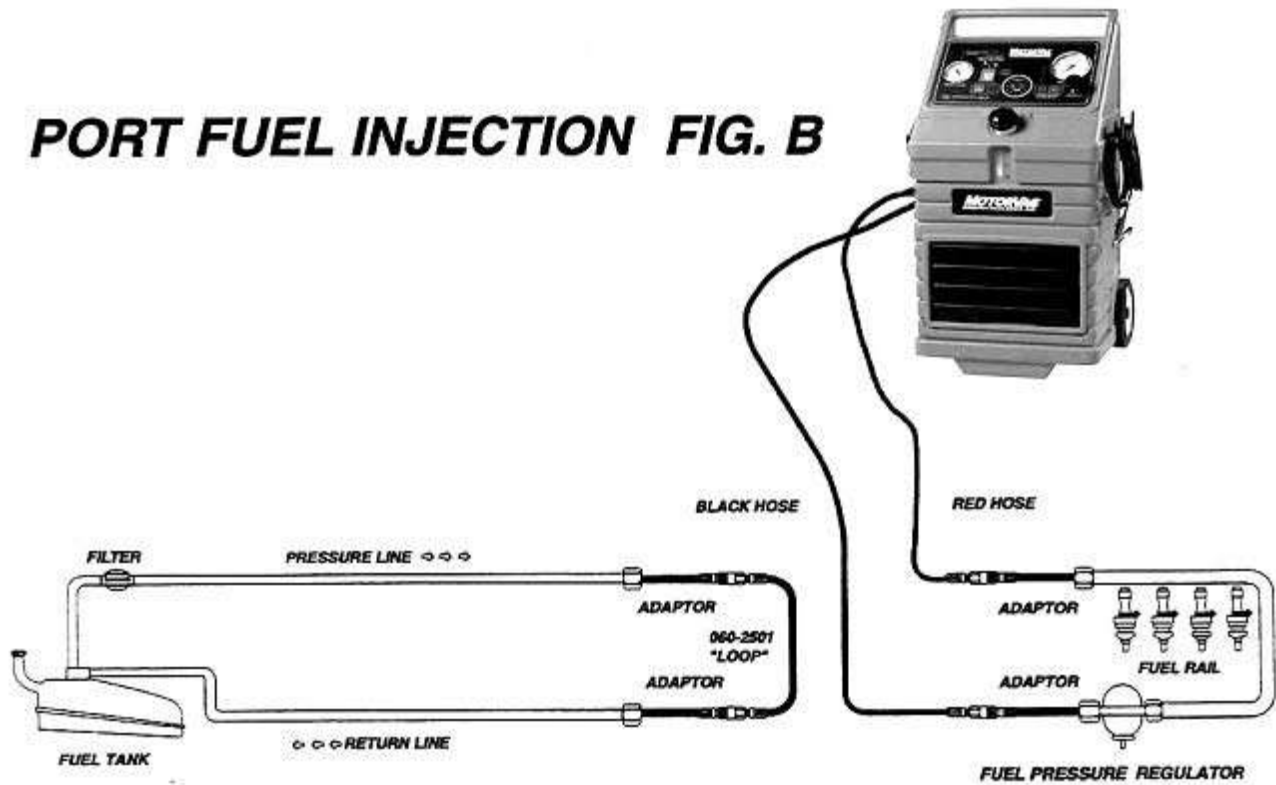 PORT FUEL INJECTION FIG. B
MOTORVAC
BLACK HOSE
RED HOSE
FILTER
PRESSURE LINE ⇨ ⇨ ⇨
ADAPTOR
ADAPTOR
060-2501
"LOOP"
FUEL RAIL
ADAPTOR
ADAPTOR
⇦ ⇦ ⇦ RETURN LINE
FUEL TANK
FUEL PRESSURE REGULATOR